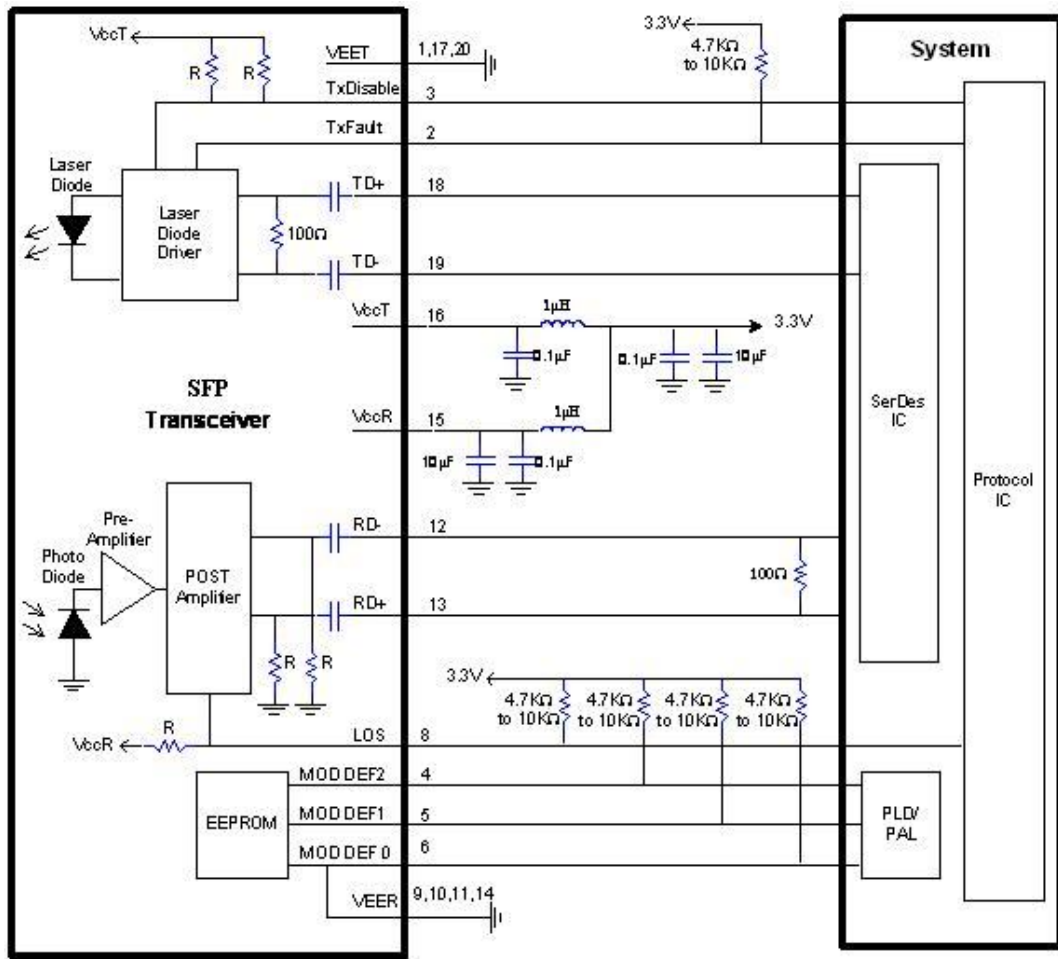 VccT
R
R
VEET
1,17,20
3.3V
4.7KΩ
to 10KΩ
System
TxDisable
3
TxFault
2
Laser
Diode
Laser
Diode
Driver
100Ω
TD+
18
TD-
19
VccT
16
1μH
3.3V
0.1μF
0.1μF
10μF
SFP
Transceiver
VccR
15
1μH
10μF
0.1μF
SerDes
IC
Protocol
IC
Pre-
Amplifier
Photo
Diode
POST
Amplifier
RD-
12
100Ω
RD+
13
R
R
3.3V
4.7KΩ
to 10KΩ
4.7KΩ
to 10KΩ
4.7KΩ
to 10KΩ
4.7KΩ
to 10KΩ
R
VccR
LOS
8
EEPROM
MOD DEF2
4
MOD DEF1
5
MOD DEF 0
6
PLD/
PAL
VEER
9,10,11,14